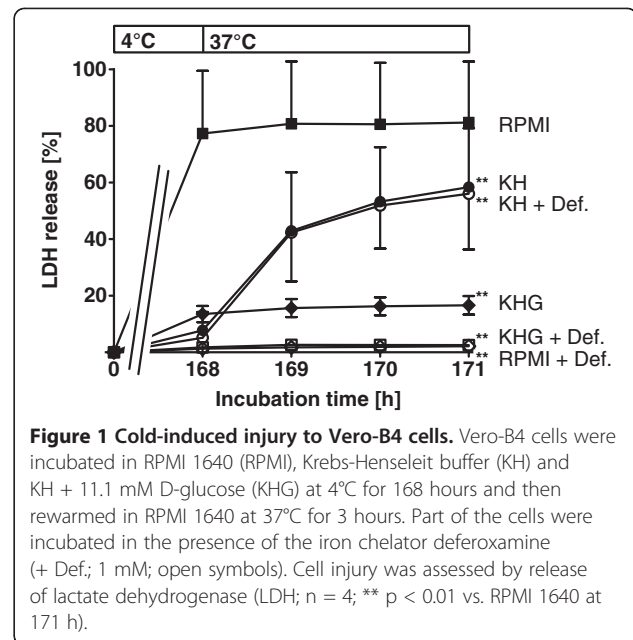 4°C 37°C
100
80
60
40
20
0 168 169 170 171
LDH release [%]
Incubation time [h]
RPMI
** KH
** KH + Def.
** KHG
** KHG + Def.
** RPMI + Def.
Figure 1 Cold-induced injury to Vero-B4 cells. Vero-B4 cells were
incubated in RPMI 1640 (RPMI), Krebs-Henseleit buffer (KH) and
KH + 11.1 mM D-glucose (KHG) at 4°C for 168 hours and then
rewarmed in RPMI 1640 at 37°C for 3 hours. Part of the cells were
incubated in the presence of the iron chelator deferoxamine
(+ Def.; 1 mM; open symbols). Cell injury was assessed by release
of lactate dehydrogenase (LDH; n = 4; ** p < 0.01 vs. RPMI 1640 at
171 h).